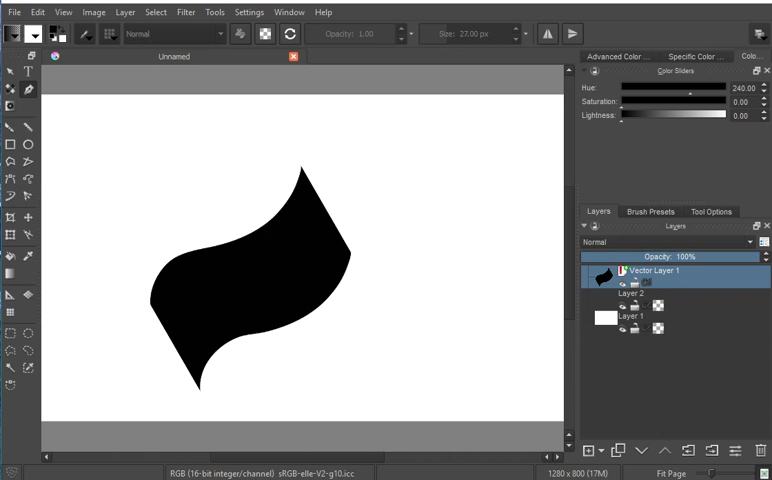 File Edit View Image Layer Select Filter Tools Settings Window Help
Normal Opacity: 1.00 Size: 27.00 px
Unnamed
Advanced Color ... Specific Color ... Colo...
Color Sliders
Hue: 240.00
Saturation: 0.00
Lightness: 0.00
Layers Brush Presets Tool Options
Layers
Normal
Opacity: 100%
Vector Layer 1
Layer 2
Layer 1
RGB (16-bit integer/channel) sRGB-elle-V2-g10.icc 1280 x 800 (17M) Fit Page